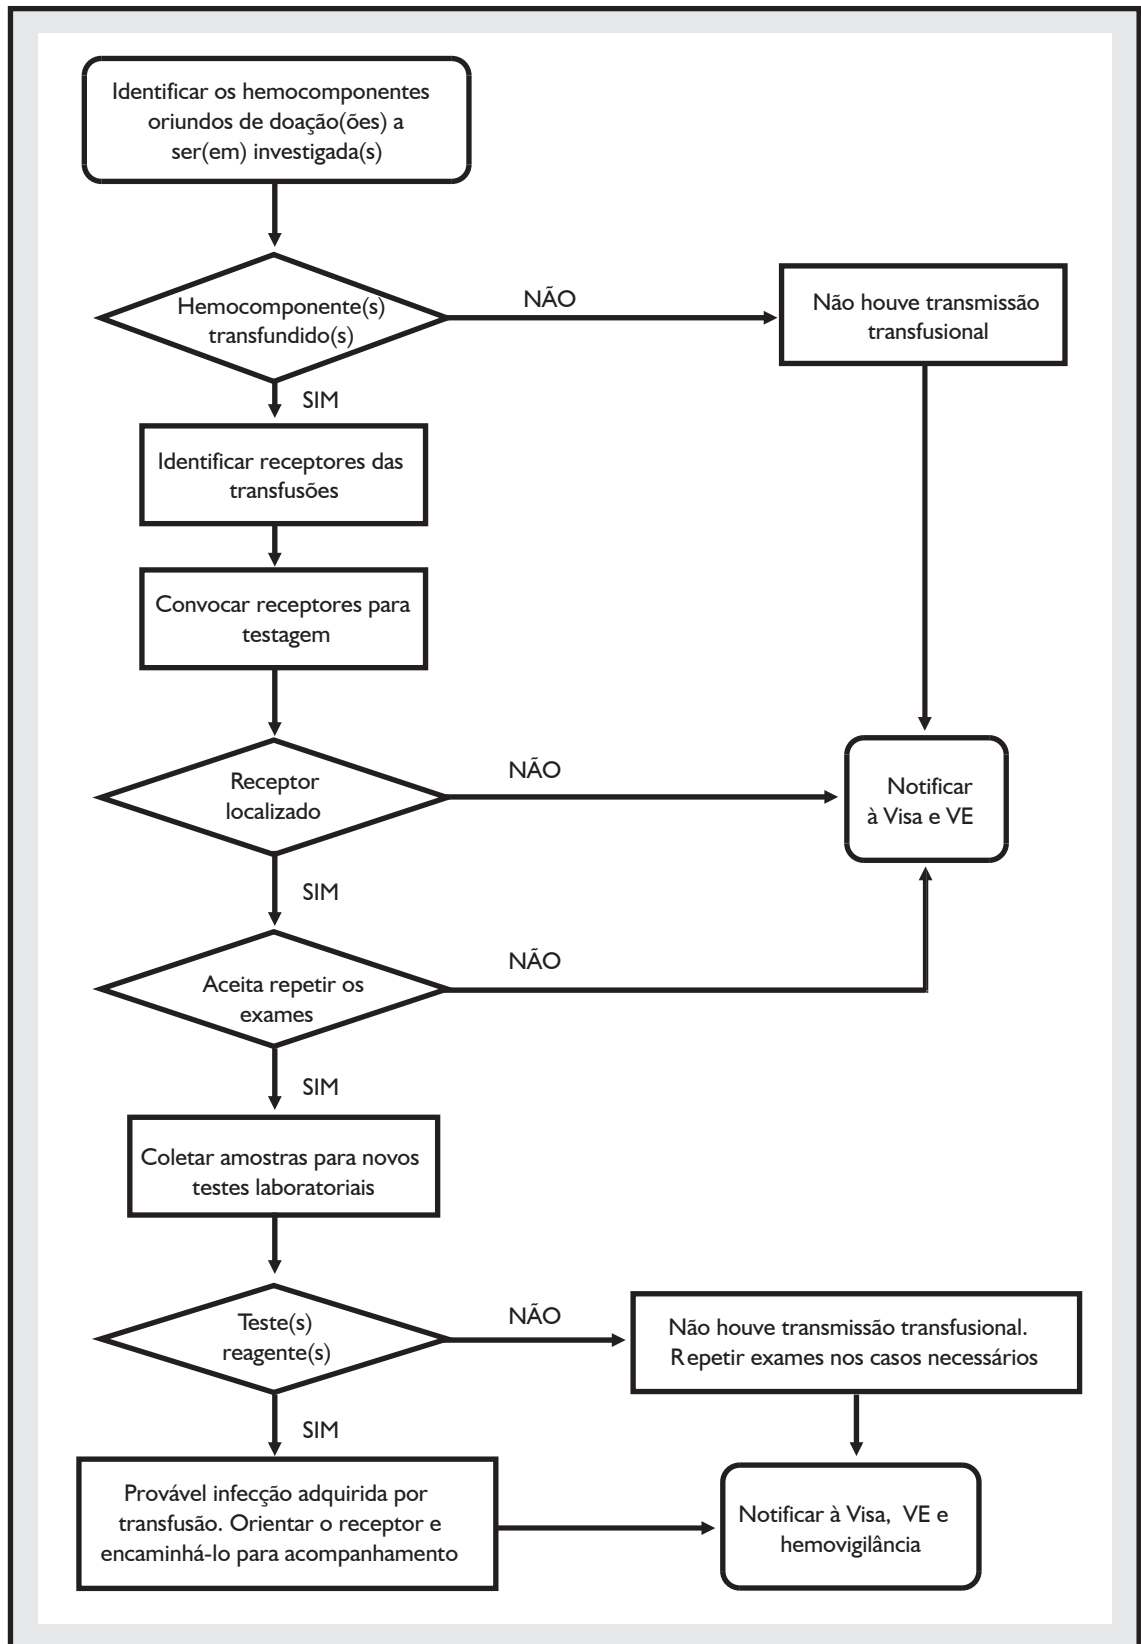 Identificar os hemocomponentes
oriundos de doação(ões) a
ser(em) investigada(s)
Hemocomponente(s)
transfundido(s)
NÃO
Não houve transmissão
transfusional
SIM
Identificar receptores das
transfusões
Convocar receptores para
testagem
Receptor
localizado
NÃO
Notificar
à Visa e VE
SIM
Aceita repetir os
exames
NÃO
SIM
Coletar amostras para novos
testes laboratoriais
Teste(s)
reagente(s)
NÃO
Não houve transmissão transfusional.
Repetir exames nos casos necessários
SIM
Provável infecção adquirida por
transfusão. Orientar o receptor e
encaminhá-lo para acompanhamento
Notificar à Visa, VE e
hemovigilância